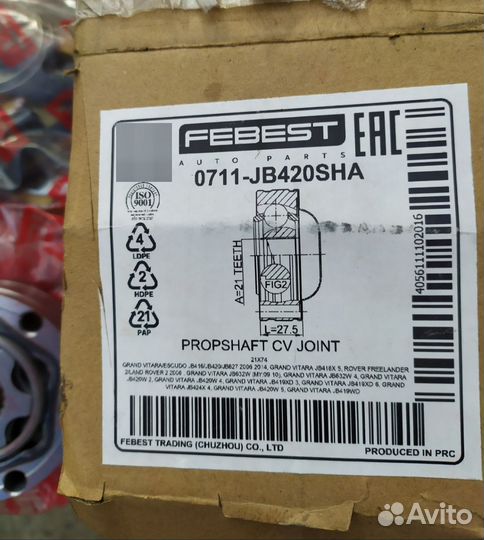 FEBEST
AUTO PARTS
EAC
0711-JB420SHA
ISO
9001
4
LDPE
2
HDPE
21
PAP
A=21 TEETH
FIG2
L=27.5
4056111102016
PROPSHAFT CV JOINT
21X74
GRAND VITARA/ESCUDO JB416/JB420/JB627 2006 2014, GRAND VITARA JB416X 5, ROVER FREELANDER
2/LAND ROVER 2 2006 GRAND VITARA JB632W (MY:09 10), GRAND VITARA JB632W 4, GRAND VITARA
JB420W 2, GRAND VITARA JB420W 4, GRAND VITARA JB419XD 3, GRAND VITARA JB419XD 6, GRAND
VITARA JB424X 4, GRAND VITARA JB420W 5, GRAND VITARA JB419WD
FEBEST TRADING (CHUZHOU) CO., LTD
PRODUCED IN PRC
Avito